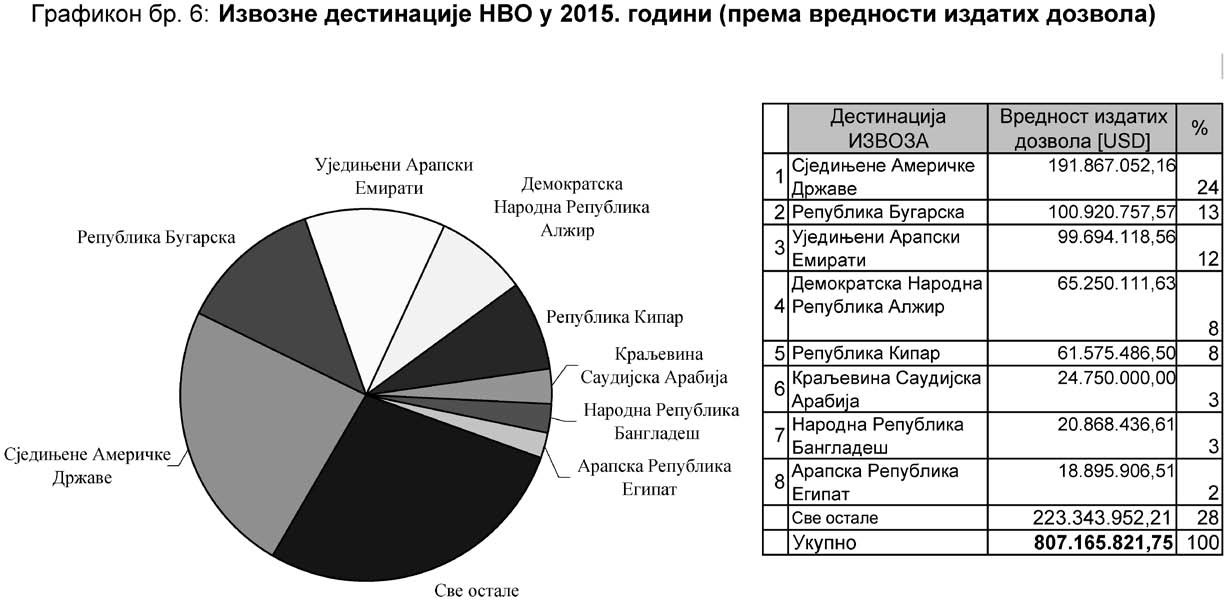 Графикон бр. 6: Извозне дестинације НВО у 2015. години (према вредности издатих дозвола)
Уједињени Арапски
Емирати
Демократска
Народна Република
Алжир
Република Бугарска
Република Кипар
Краљевина
Саудијска Арабија
Народна Република
Бангладеш
Сједињене Америчке
Државе
Арапска Република
Египат
Све остале
Дестинација
ИЗВОЗА
Вредност издатих
дозвола [USD]
%
1
Сједињене Америчке
Државе
191.867.052,16
24
2
Република Бугарска
100.920.757,57
13
3
Уједињени Арапски
Емирати
99.694.118,56
12
4
Демократска Народна
Република Алжир
65.250.111,63
8
5
Република Кипар
61.575.486,50
8
6
Краљевина Саудијска
Арабија
24.750.000,00
3
7
Народна Република
Бангладеш
20.868.436,61
3
8
Арапска Република
Египат
18.895.906,51
2
Све остале
223.343.952,21
28
Укупно
807.165.821,75
100